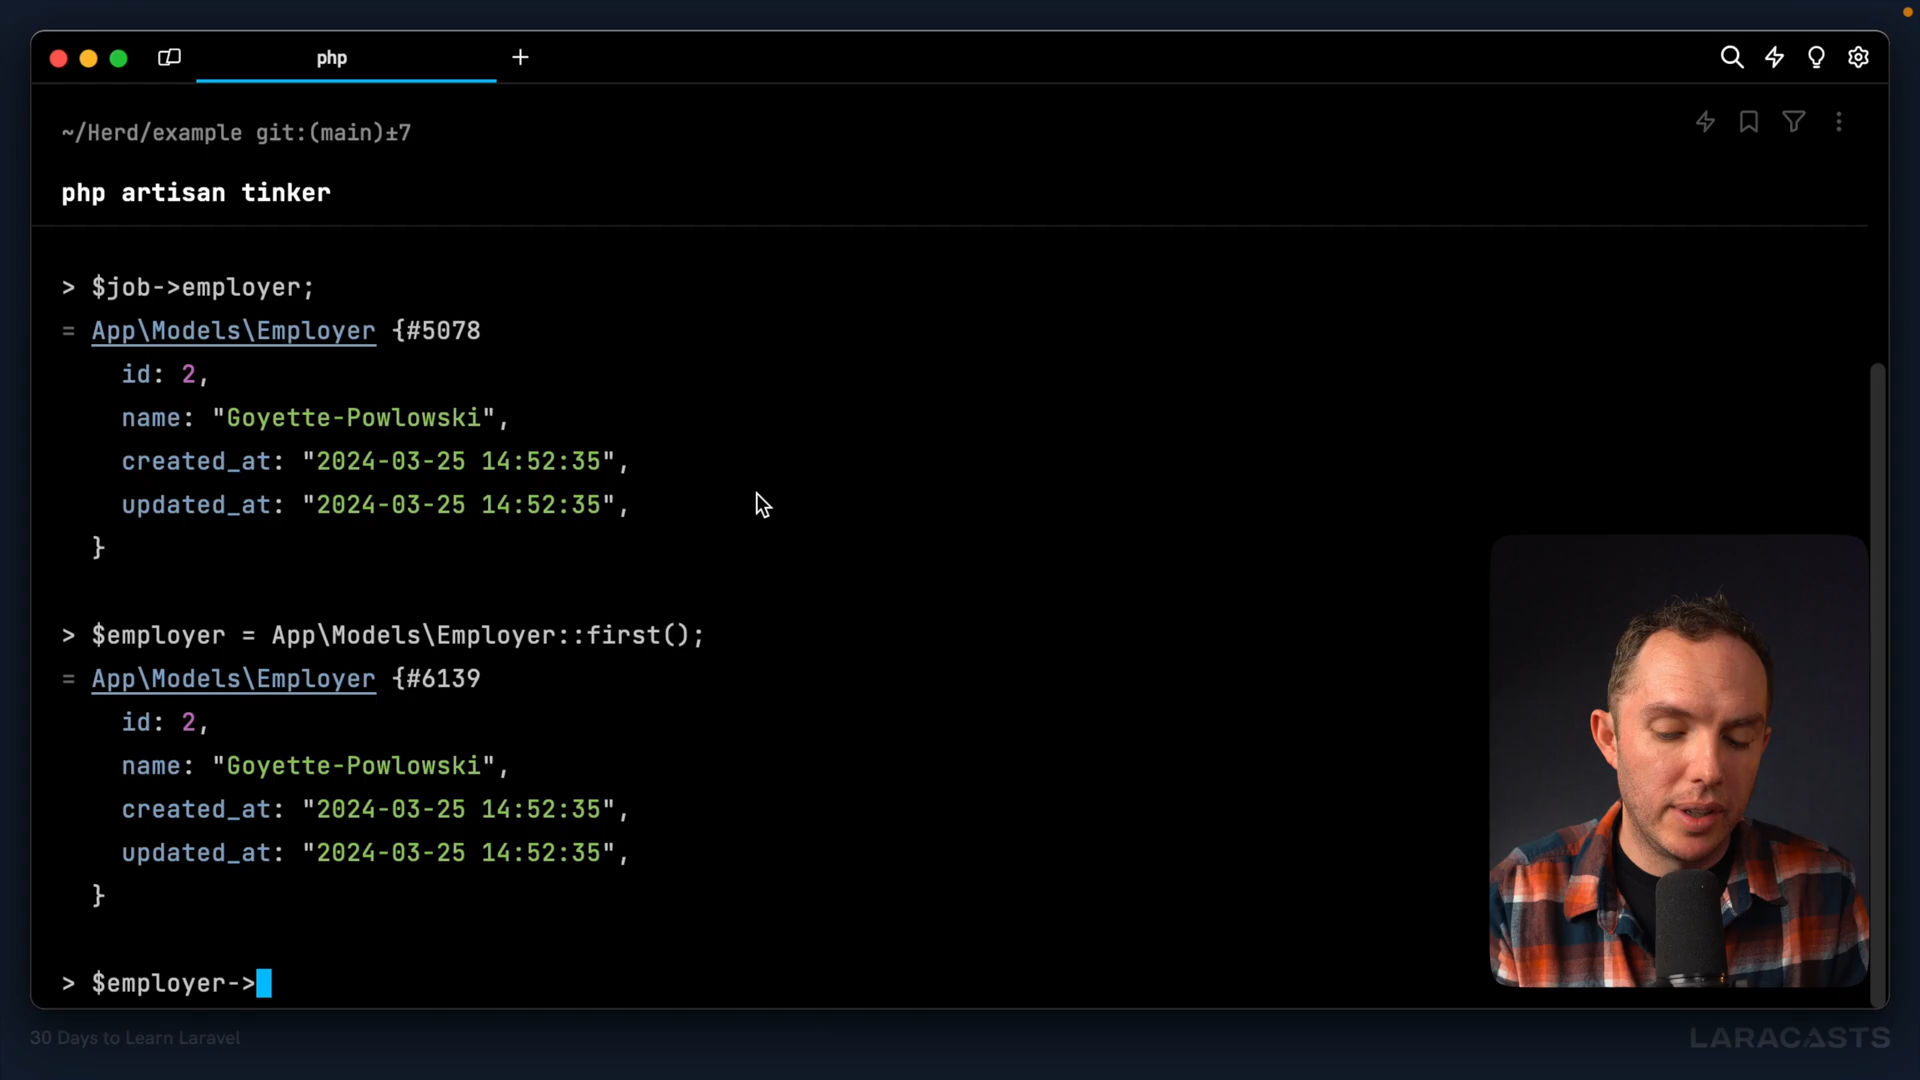 php
~/Herd/example git:(main)±7
php artisan tinker
> $job->employer;
= App\Models\Employer {#5078
id: 2,
name: "Goyette-Powlowski",
created_at: "2024-03-25 14:52:35",
updated_at: "2024-03-25 14:52:35",
}
> $employer = App\Models\Employer::first();
= App\Models\Employer {#6139
id: 2,
name: "Goyette-Powlowski",
created_at: "2024-03-25 14:52:35",
updated_at: "2024-03-25 14:52:35",
}
> $employer->
30 Days to Learn Laravel
LARACASTS